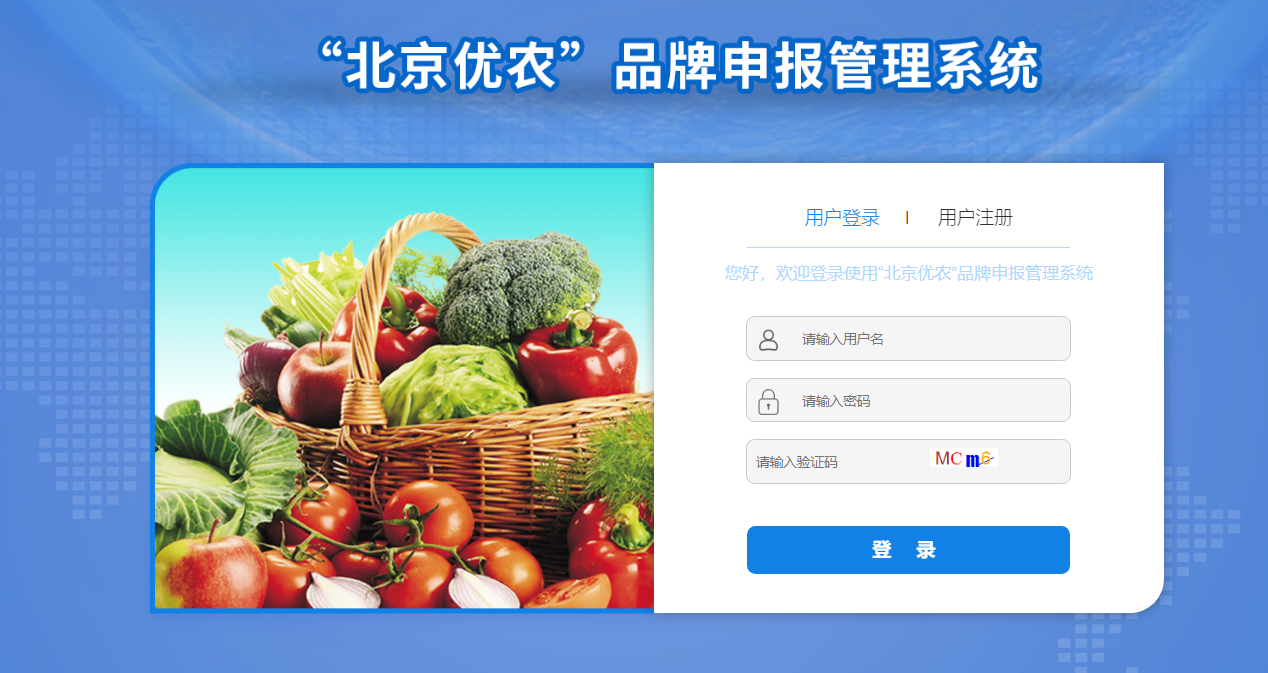 “北京优农”品牌申报管理系统
用户登录 | 用户注册
您好，欢迎登录使用“北京优农”品牌申报管理系统
请输入用户名
请输入密码
请输入验证码 MCm6
登 录